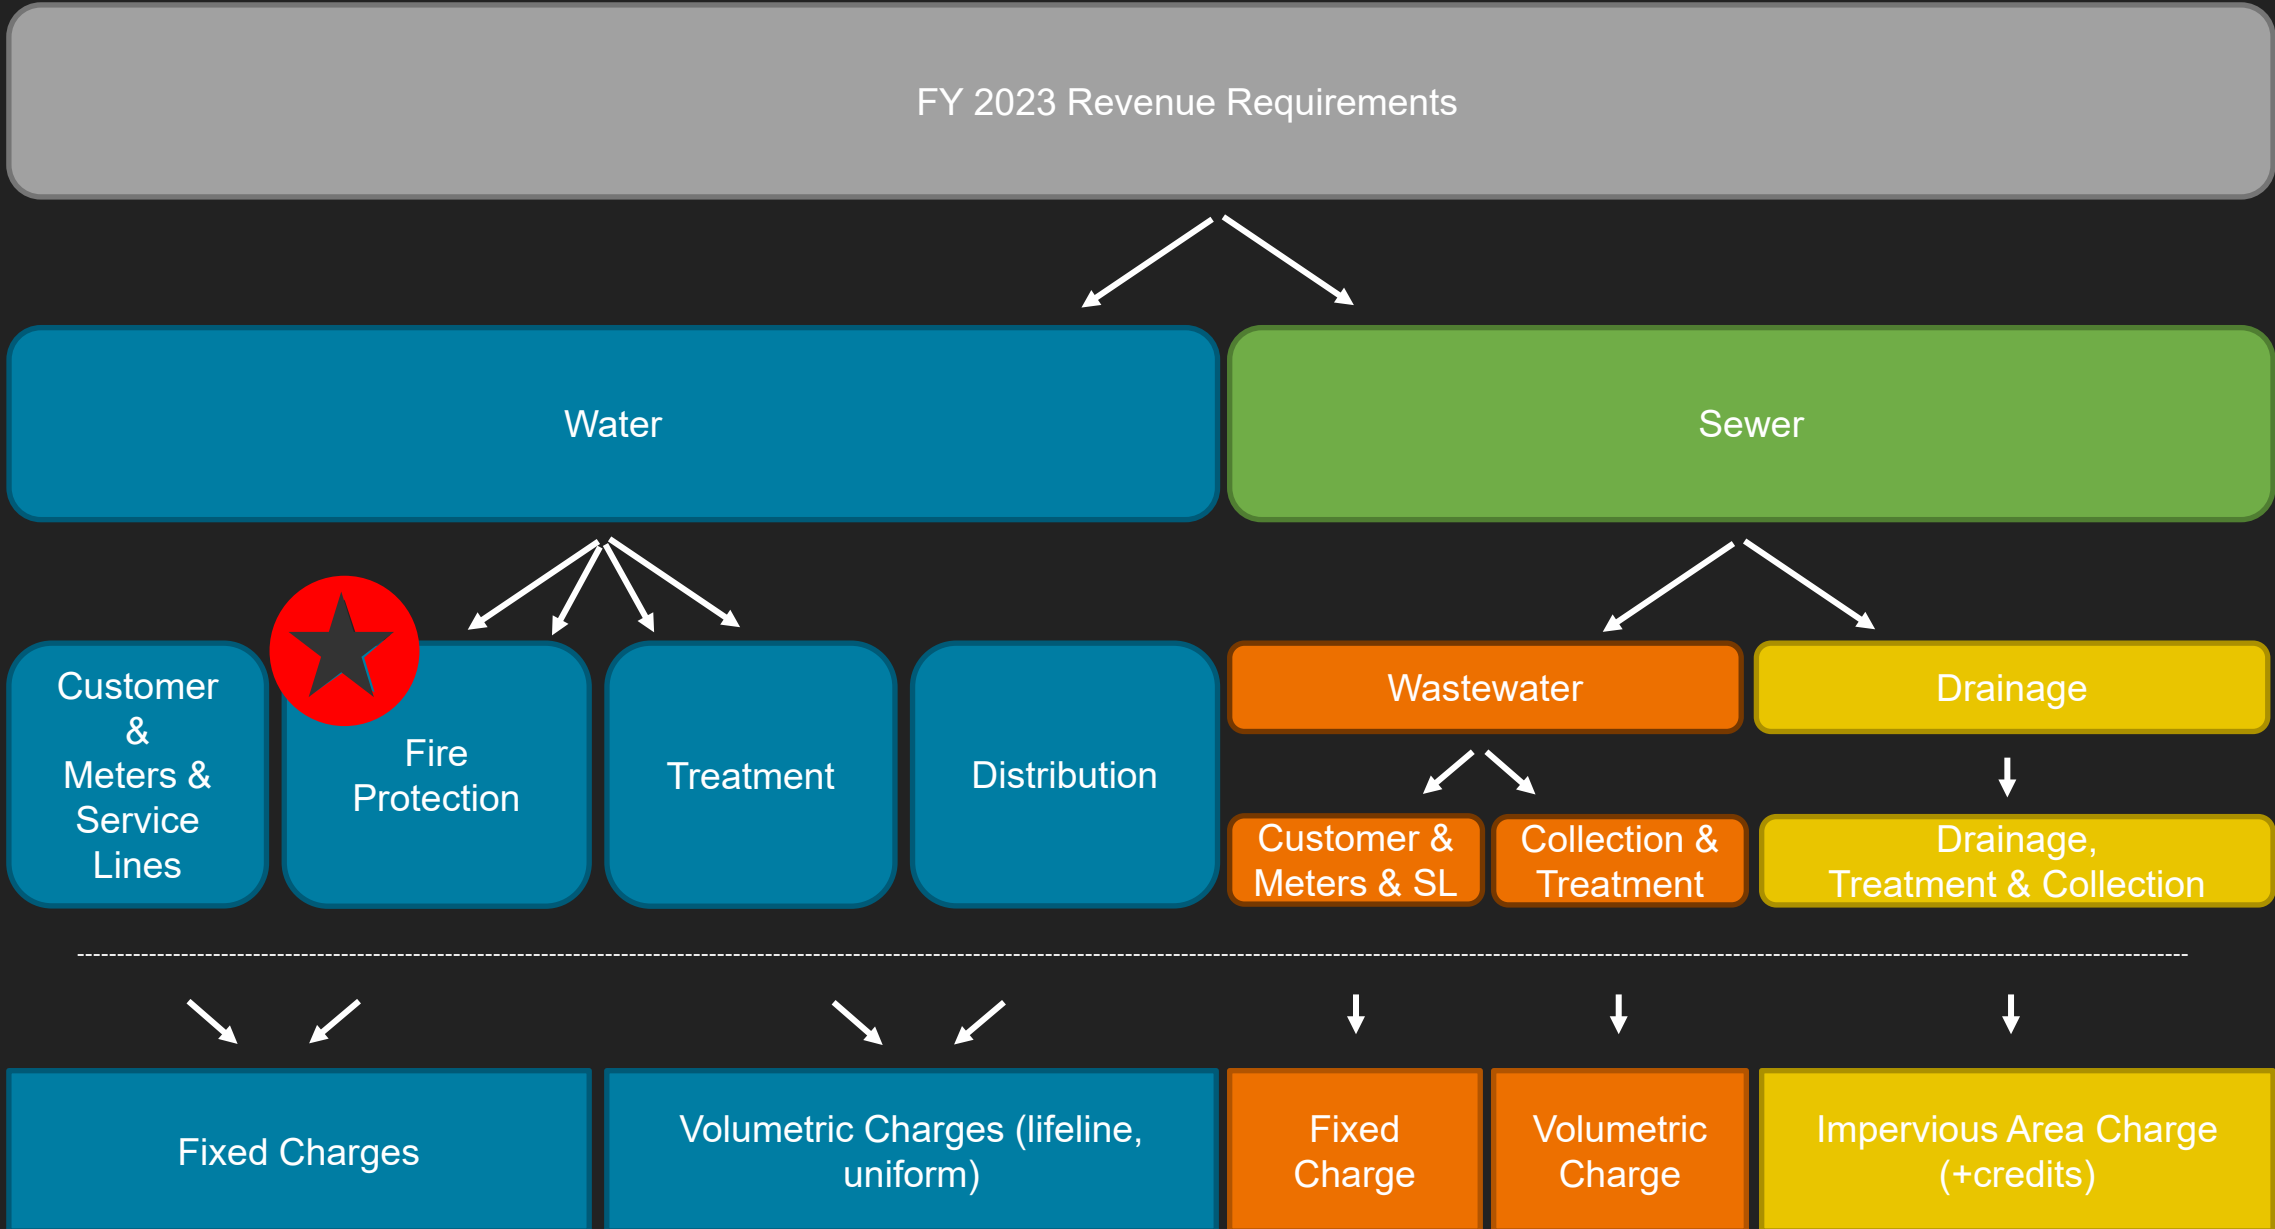 FY 2023 Revenue Requirements
Water
Sewer
Customer
&
Meters &
Service
Lines
Fire
Protection
Treatment
Distribution
Wastewater
Drainage
Customer &
Meters & SL
Collection &
Treatment
Drainage,
Treatment & Collection
Fixed Charges
Volumetric Charges (lifeline,
uniform)
Fixed
Charge
Volumetric
Charge
Impervious Area Charge
(+credits)